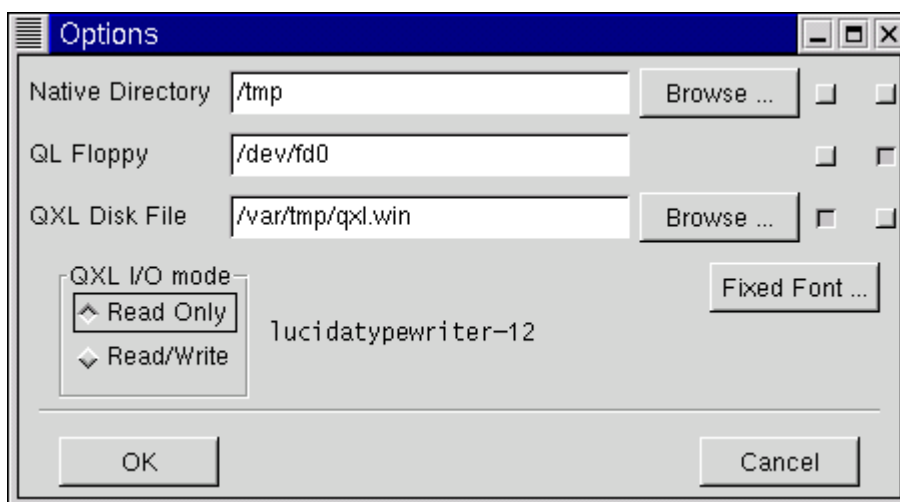 Options
Native Directory /tmp Browse ...
QL Floppy /dev/fd0
QXL Disk File /var/tmp/qxl.win Browse ...
QXL I/O mode
Fixed Font ...
Read Only
lucidatypewriter-12
Read/Write
OK Cancel